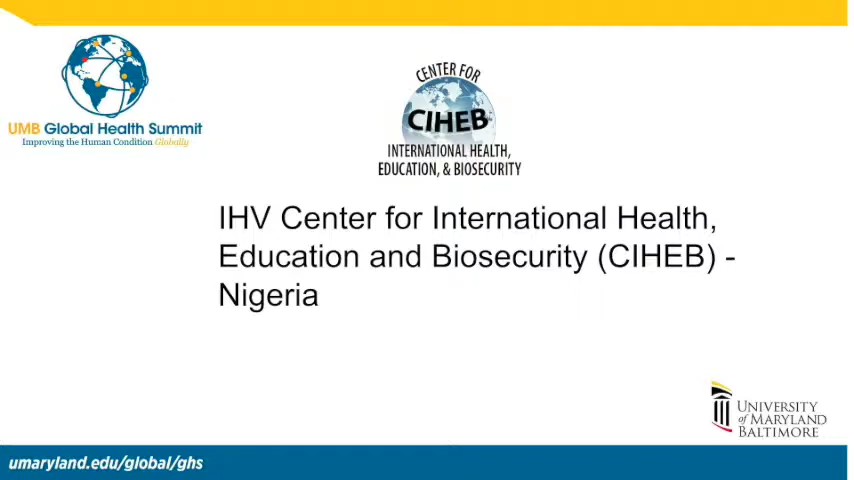 UMB Global Health Summit
Improving the Human Condition Globally
CENTER FOR
CIHEB
INTERNATIONAL HEALTH,
EDUCATION, & BIOSECURITY
IHV Center for International Health,
Education and Biosecurity (CIHEB) -
Nigeria
UNIVERSITY
of MARYLAND
BALTIMORE
umaryland.edu/global/ghs